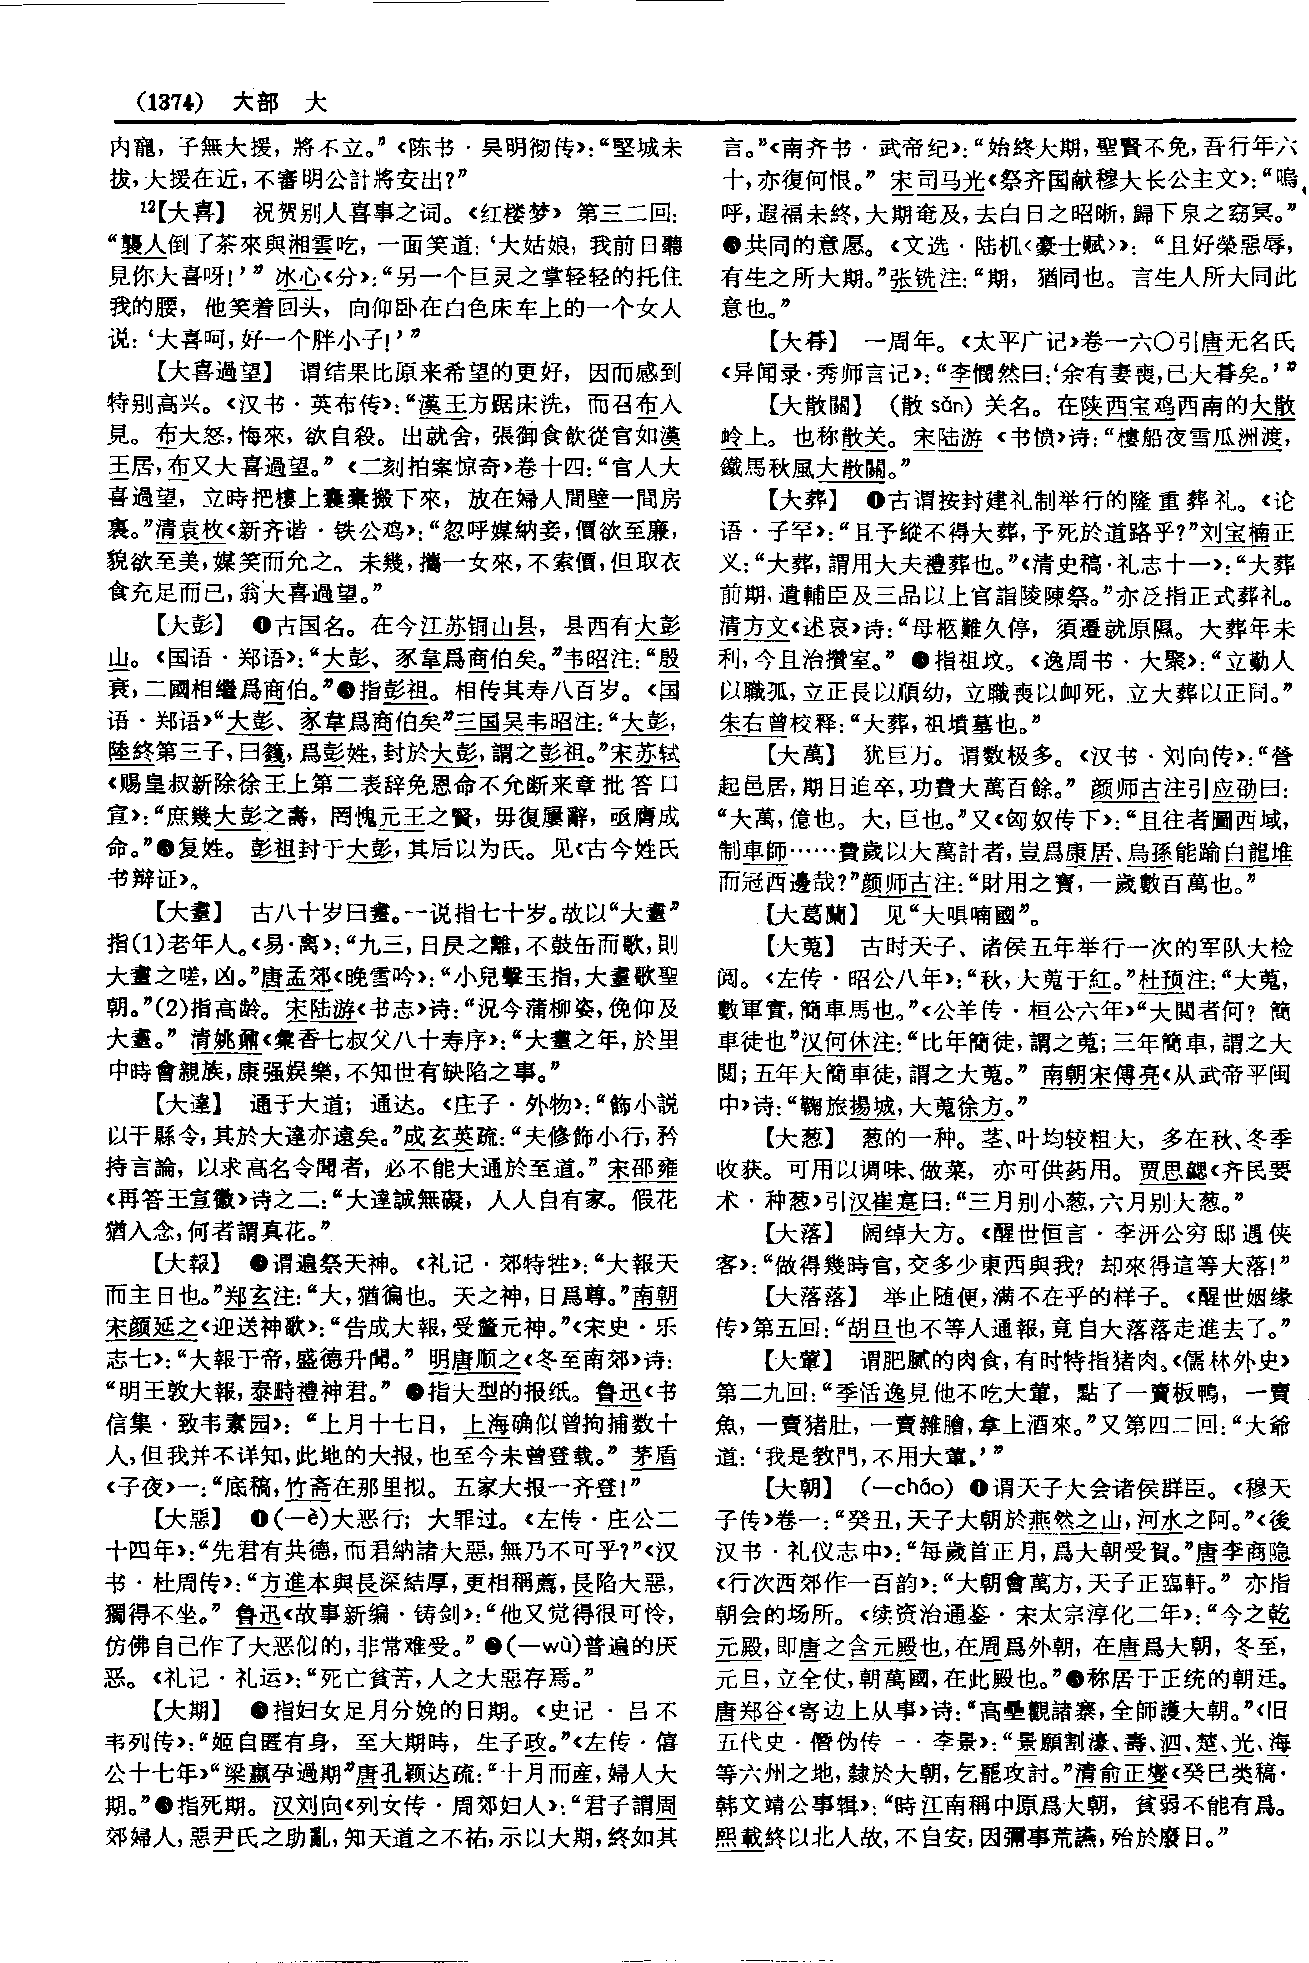 (1374) 大部 大
内寵，子無大援，將不立。”《陈书·吴明彻传》：“堅城未
拔，大援在近，不審明公計將安出？”
12【大喜】 祝贺别人喜事之词。《红楼梦》第三二回：
“襲人倒了茶來與湘雲吃，一面笑道：‘大姑娘，我前日聽
見你大喜呀！’”冰心《分》：“另一个巨灵之掌轻轻的托住
我的腰，他笑着回头，向仰卧在白色床车上的一个女人
说：‘大喜呵，好一个胖小子！’”
【大喜過望】 谓结果比原来希望的更好，因而感到
特别高兴。《汉书·英布传》：“漢王方踞床洗，而召布入
見。布大怒，悔來，欲自殺。出就舍，張御食飲從官如漢
王居，布又大喜過望。”《二刻拍案惊奇》卷十四：“官人大
喜過望，立時把樓上囊橐搬下來，放在婦人間壁一間房
裏。”清袁枚《新齐谐·铁公鸡》：“忽呼媒納妾，價欲至廉，
貌欲至美，媒笑而允之。未幾，攜一女來，不索價，但取衣
食充足而已，翁大喜過望。”
【大彭】 ❶古国名。在今江苏铜山县，县西有大彭
山。《国语·郑语》：“大彭、豕韋爲商伯矣。”韦昭注：“殷
衰，二國相繼爲商伯。”❷指彭祖。相传其寿八百岁。《国
语·郑语》“大彭、豕韋爲商伯矣”三国吴韦昭注：“大彭，
陸終第三子，曰籛，爲彭姓，封於大彭，謂之彭祖。”宋苏轼
《赐皇叔新除徐王上第二表辞免恩命不允断来章批答口
宣》：“庶幾大彭之壽，罔愧元王之賢，毋復屢辭，亟膺成
命。”❸复姓。彭祖封于大彭，其后以为氏。见《古今姓氏
书辩证》。
【大耋】 古八十岁曰耋。一说指七十岁。故以“大耋”
指(1)老年人。《易·离》：“九三，日昃之離，不鼓缶而歌，則
大耋之嗟，凶。”唐孟郊《晚雪吟》：“小兒擊玉指，大耋歌聖
朝。”(2)指高龄。宋陆游《书志》诗：“況今蒲柳姿，俛仰及
大耋。”清姚鼐《棻香七叔父八十寿序》：“大耋之年，於里
中時會親族，康强娱樂，不知世有缺陷之事。”
【大達】 通于大道；通达。《庄子·外物》：“飾小説
以干縣令，其於大達亦遠矣。”成玄英疏：“夫修飾小行，矜
持言論，以求高名令聞者，必不能大通於至道。”宋邵雍
《再答王宣徽》诗之二：“大達誠無礙，人人自有家。假花
猶入念，何者謂真花。”
【大報】 ❶谓遍祭天神。《礼记·郊特牲》：“大報天
而主日也。”郑玄注：“大，猶徧也。天之神，日爲尊。”南朝
宋颜延之《迎送神歌》：“告成大報，受釐元神。”《宋史·乐
志七》：“大報于帝，盛德升聞。”明唐顺之《冬至南郊》诗：
“明王敦大報，泰畤禮神君。”❷指大型的报纸。鲁迅《书
信集·致韦素园》：“上月十七日，上海确似曾拘捕数十
人，但我并不详知，此地的大报，也至今未曾登载。”茅盾
《子夜》一：“底稿，竹斋在那里拟。五家大报一齐登！”
【大惡】 ❶(—è)大恶行；大罪过。《左传·庄公二
十四年》：“先君有共德，而君納諸大惡，無乃不可乎？”《汉
书·杜周传》：“方進本與長深結厚，更相稱薦，長陷大惡，
獨得不坐。”鲁迅《故事新编·铸剑》：“他又觉得很可怜，
仿佛自己作了大恶似的，非常难受。”❷(—wù)普遍的厌
恶。《礼记·礼运》：“死亡貧苦，人之大惡存焉。”
【大期】 ❶指妇女足月分娩的日期。《史记·吕不
韦列传》：“姬自匿有身，至大期時，生子政。”《左传·僖
公十七年》“梁嬴孕過期”唐孔颖达疏：“十月而産，婦人大
期。”❷指死期。汉刘向《列女传·周郊妇人》：“君子謂周
郊婦人，惡尹氏之助亂，知天道之不祐，示以大期，終如其
言。”《南齐书·武帝纪》：“始終大期，聖賢不免，吾行年六
十，亦復何恨。”宋司马光《祭齐国献穆大长公主文》：“嗚
呼，遐福未終，大期奄及，去白日之昭晰，歸下泉之窈冥。”
❸共同的意愿。《文选·陆机〈豪士赋〉》：“且好榮惡辱，
有生之所大期。”张铣注：“期，猶同也。言生人所大同此
意也。”
【大朞】 一周年。《太平广记》卷一六〇引唐无名氏
《异闻录·秀师言记》：“李憫然曰：‘余有妻喪，已大朞矣。’”
【大散關】 (散 sǎn) 关名。在陕西宝鸡西南的大散
岭上。也称散关。宋陆游《书愤》诗：“樓船夜雪瓜洲渡，
鐵馬秋風大散關。”
【大葬】 ❶古谓按封建礼制举行的隆重葬礼。《论
语·子罕》：“且予縱不得大葬，予死於道路乎？”刘宝楠正
义：“大葬，謂用大夫禮葬也。”《清史稿·礼志十一》：“大葬
前期，遣輔臣及三品以上官詣陵陳祭。”亦泛指正式葬礼。
清方文《述哀》诗：“母柩難久停，須遷就原隰。大葬年未
利，今且治攢室。”❷指祖坟。《逸周书·大聚》：“立勤人
以職孤，立正長以順幼，立職喪以卹死，立大葬以正同。”
朱右曾校释：“大葬，祖墳墓也。”
【大萬】 犹巨万。谓数极多。《汉书·刘向传》：“營
起邑居，期日迫卒，功費大萬百餘。”颜师古注引应劭曰：
“大萬，億也。大，巨也。”又《匈奴传下》：“且往者圖西域，
制車師……費歲以大萬計者，豈爲康居、烏孫能踰白龍堆
而冠西邊哉？”颜师古注：“財用之費，一歲數百萬也。”
【大葛蘭】 见“大唄喃國”。
【大蒐】 古时天子、诸侯五年举行一次的军队大检
阅。《左传·昭公八年》：“秋，大蒐于紅。”杜预注：“大蒐，
數軍實，簡車馬也。”《公羊传·桓公六年》“大閲者何？簡
車徒也”汉何休注：“比年簡徒，謂之蒐；三年簡車，謂之大
閲；五年大簡車徒，謂之大蒐。”南朝宋傅亮《从武帝平闽
中》诗：“鞠旅揚城，大蒐徐方。”
【大葱】 葱的一种。茎、叶均较粗大，多在秋、冬季
收获。可用以调味、做菜，亦可供药用。贾思勰《齐民要
术·种葱》引汉崔寔曰：“三月别小葱，六月别大葱。”
【大落】 阔绰大方。《醒世恒言·李汧公穷邸遇侠
客》：“做得幾時官，交多少東西與我？却來得這等大落！”
【大落落】 举止随便，满不在乎的样子。《醒世姻缘
传》第五回：“胡旦也不等人通報，竟自大落落走進去了。”
【大葷】 谓肥腻的肉食，有时特指猪肉。《儒林外史》
第二九回：“季恬逸見他不吃大葷，點了一賣板鴨，一賣
魚，一賣猪肚，一賣雜膾，拿上酒來。”又第四二回：“大爺
道：‘我是教門，不用大葷。’”
【大朝】 (—cháo) ❶谓天子大会诸侯群臣。《穆天
子传》卷一：“癸丑，天子大朝於燕然之山，河水之阿。”《後
汉书·礼仪志中》：“每歲首正月，爲大朝受賀。”唐李商隐
《行次西郊作一百韵》：“大朝會萬方，天子正臨軒。”亦指
朝会的场所。《续资治通鉴·宋太宗淳化二年》：“今之乾
元殿，即唐之含元殿也，在周爲外朝，在唐爲大朝，冬至，
元旦，立全仗，朝萬國，在此殿也。”❷称居于正统的朝廷。
唐郑谷《寄边上从事》诗：“高壘觀諸寨，全師護大朝。”《旧
五代史·僭伪传一·李景》：“景願割濠、壽、泗、楚、光、海
等六州之地，隸於大朝，乞罷攻討。”清俞正燮《癸巳类稿·
韩文靖公事辑》：“時江南稱中原爲大朝，貧弱不能有爲。
熙載終以北人故，不自安，因彌事荒讌，殆於廢日。”